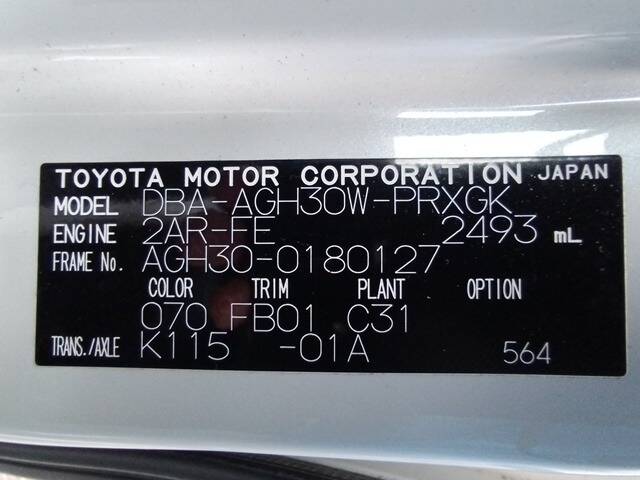 TOYOTA MOTOR CORPORATION JAPAN
MODEL DBA-AGH30W-PRXGK
ENGINE 2AR-FE 2493 mL
FRAME No. AGH30-0180127
COLOR TRIM PLANT OPTION
070 FB01 C31
TRANS./AXLE K115 -01A 564